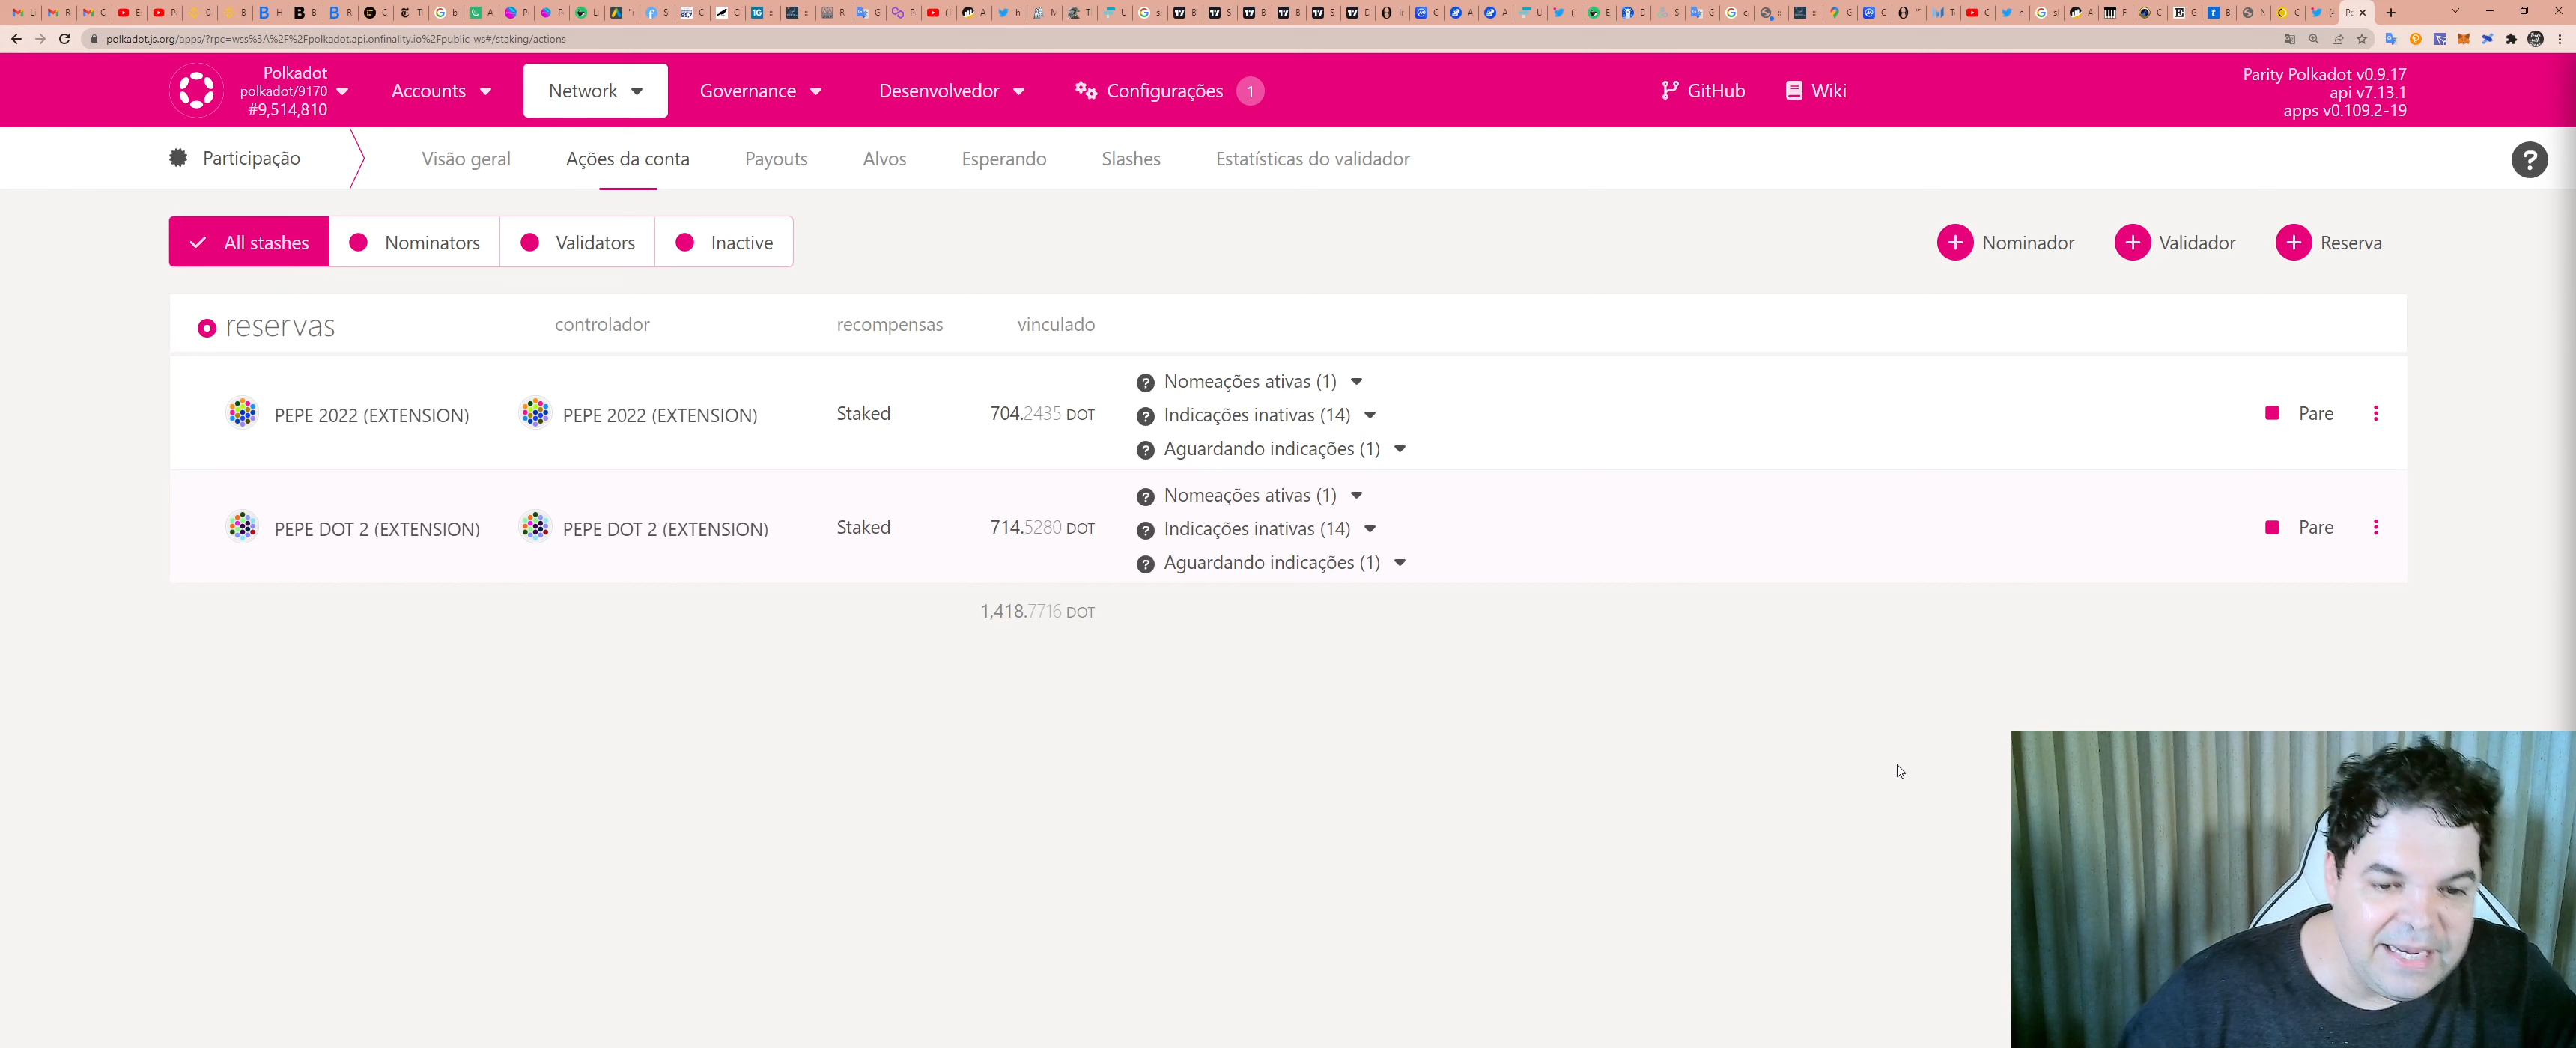 polkadot.js.org/apps/?rpc=wss%3A%2F%2Fpolkadot.api.onfinality.io%2Fpublic-ws#/staking/actions
Polkadot
polkadot/9170
#9,514,810
Accounts
Network
Governance
Desenvolvedor
Configurações 1
GitHub
Wiki
Parity Polkadot v0.9.17
api v7.13.1
apps v0.109.2-19
Participação
Visão geral
Ações da conta
Payouts
Alvos
Esperando
Slashes
Estatísticas do validador
?
All stashes
Nominators
Validators
Inactive
+ Nominador
+ Validador
+ Reserva
reservas controlador recompensas vinculado
PEPE 2022 (EXTENSION) PEPE 2022 (EXTENSION) Staked 704.2435 DOT
? Nomeações ativas (1)
? Indicações inativas (14)
? Aguardando indicações (1)
Pare
PEPE DOT 2 (EXTENSION) PEPE DOT 2 (EXTENSION) Staked 714.5280 DOT
? Nomeações ativas (1)
? Indicações inativas (14)
? Aguardando indicações (1)
Pare
1,418.7716 DOT